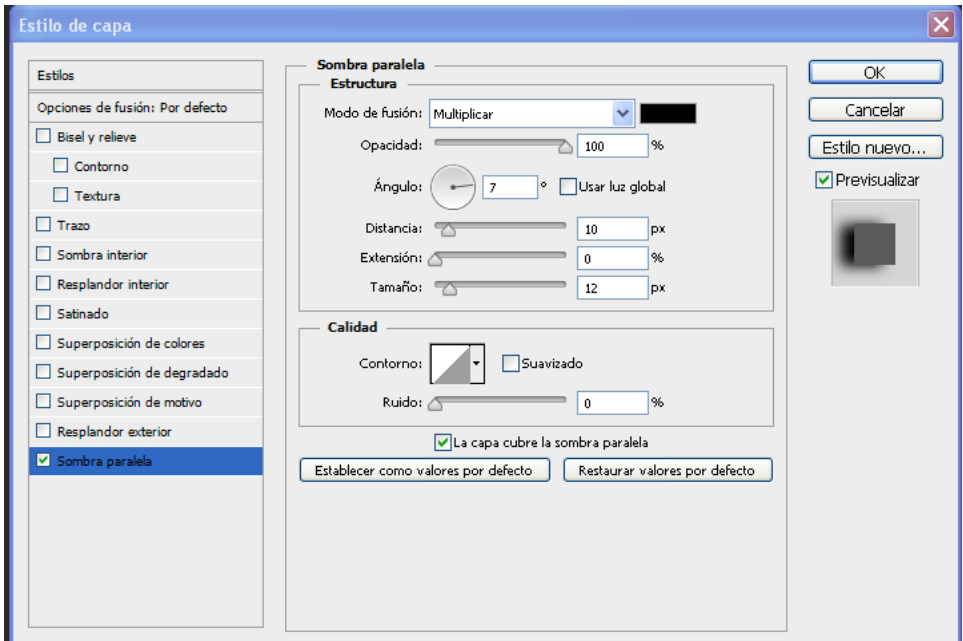 Estilo de capa
Estilos
Opciones de fusión: Por defecto
Bisel y relieve
Contorno
Textura
Trazo
Sombra interior
Resplandor interior
Satinado
Superposición de colores
Superposición de degradado
Superposición de motivo
Resplandor exterior
Sombra paralela
Sombra paralela
Estructura
Modo de fusión: Multiplicar
Opacidad: 100 %
Ángulo: 7 ° Usar luz global
Distancia: 10 px
Extensión: 0 %
Tamaño: 12 px
Calidad
Contorno: Suavizado
Ruido: 0 %
La capa cubre la sombra paralela
Establecer como valores por defecto Restaurar valores por defecto
OK
Cancelar
Estilo nuevo...
Previsualizar